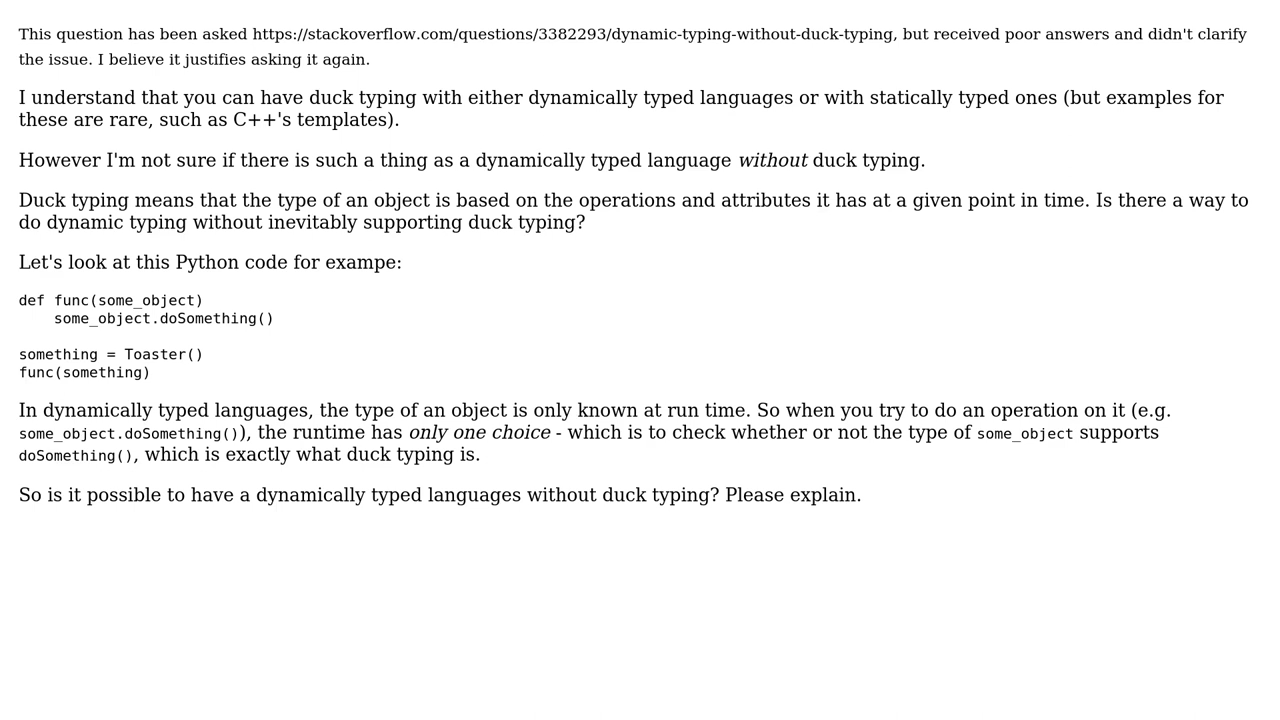 This question has been asked https://stackoverflow.com/questions/3382293/dynamic-typing-without-duck-typing, but received poor answers and didn't clarify
the issue. I believe it justifies asking it again.
I understand that you can have duck typing with either dynamically typed languages or with statically typed ones (but examples for
these are rare, such as C++'s templates).
However I'm not sure if there is such a thing as a dynamically typed language without duck typing.
Duck typing means that the type of an object is based on the operations and attributes it has at a given point in time. Is there a way to
do dynamic typing without inevitably supporting duck typing?
Let's look at this Python code for exampe:
def func(some_object)
    some_object.doSomething()
something = Toaster()
func(something)
In dynamically typed languages, the type of an object is only known at run time. So when you try to do an operation on it (e.g.
some_object.doSomething()), the runtime has only one choice - which is to check whether or not the type of some_object supports
doSomething(), which is exactly what duck typing is.
So is it possible to have a dynamically typed languages without duck typing? Please explain.